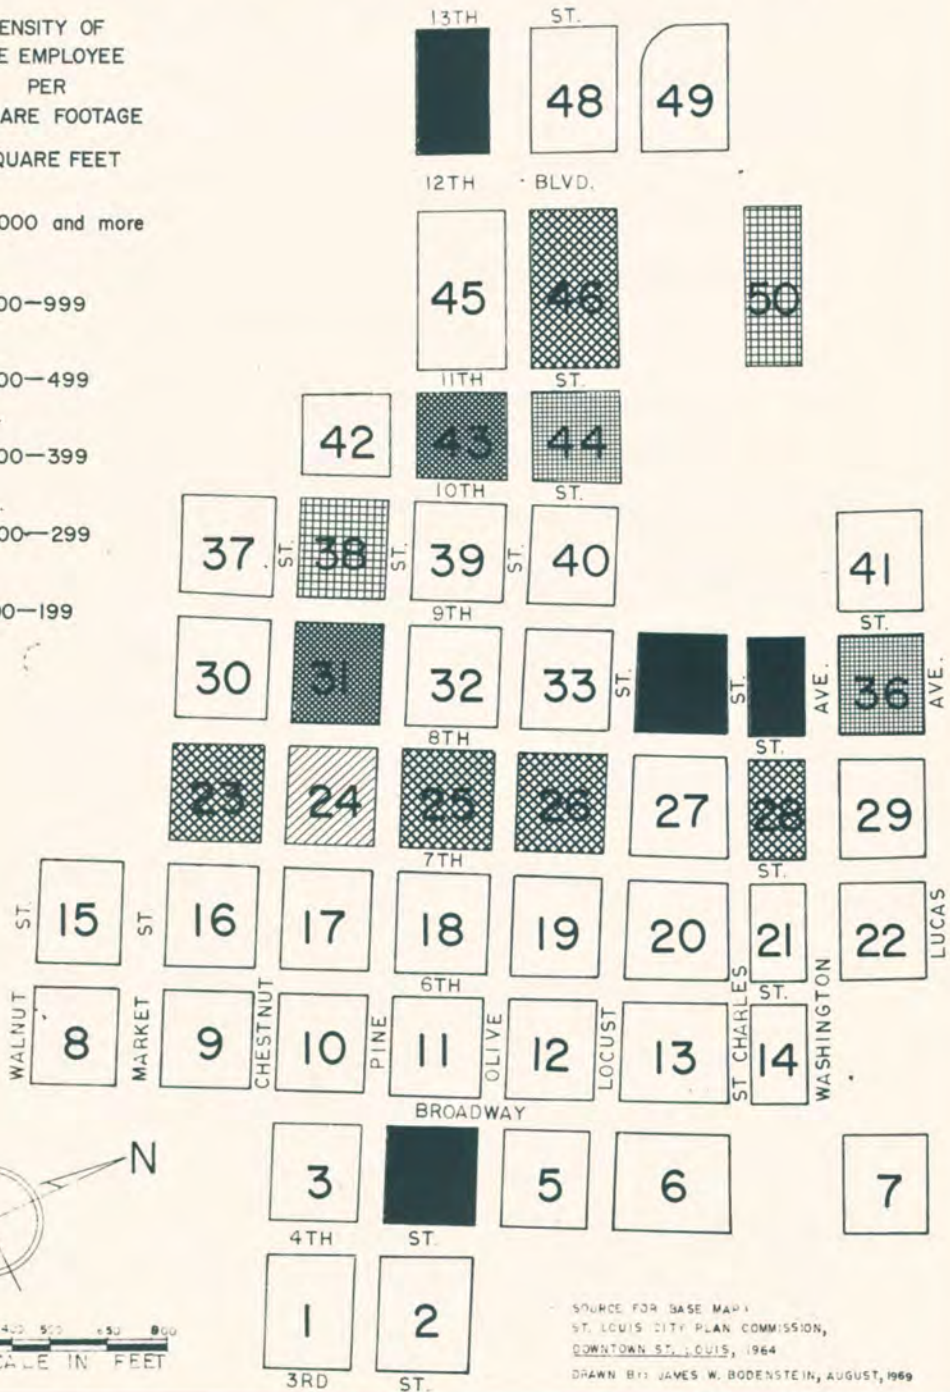 ENSITY OF
E EMPLOYEE
PER
ARE FOOTAGE
QUARE FEET
000 and more
00—999
00—499
00—399
00—299
00—199
13TH ST.
48 49
12TH BLVD.
45 46 50
11TH ST.
42 43 44
10TH ST.
37 ST. 38 ST. 39 ST. 40 41
9TH ST.
30 31 32 33 ST. ST. AVE. 36 AVE.
8TH ST.
23 24 25 26 27 28 29
7TH ST.
ST. 15 ST 16 17 18 19 20 21 22 LUCAS
6TH ST.
WALNUT 8 MARKET 9 CHESTNUT 10 PINE 11 OLIVE 12 LOCUST 13 ST CHARLES 14 WASHINGTON
BROADWAY
N
3 5 6 7
4TH ST.
1 2
3RD ST.
400 500 650 800
CALE IN FEET
SOURCE FOR BASE MAP:
ST. LOUIS CITY PLAN COMMISSION,
DOWNTOWN ST. LOUIS, 1964
DRAWN BY: JAMES W. BODENSTEIN, AUGUST, 1969